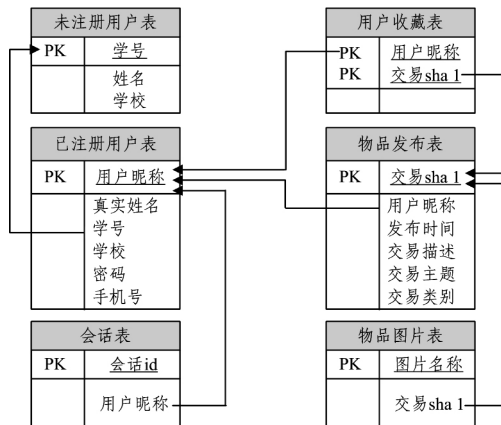 未注册用户表
PK 学号
姓名
学校
已注册用户表
PK 用户昵称
真实姓名
学号
学校
密码
手机号
会话表
PK 会话id
用户昵称
用户收藏表
PK 用户昵称
PK 交易sha 1
物品发布表
PK 交易sha 1
用户昵称
发布时间
交易描述
交易主题
交易类别
物品图片表
PK 图片名称
交易sha 1